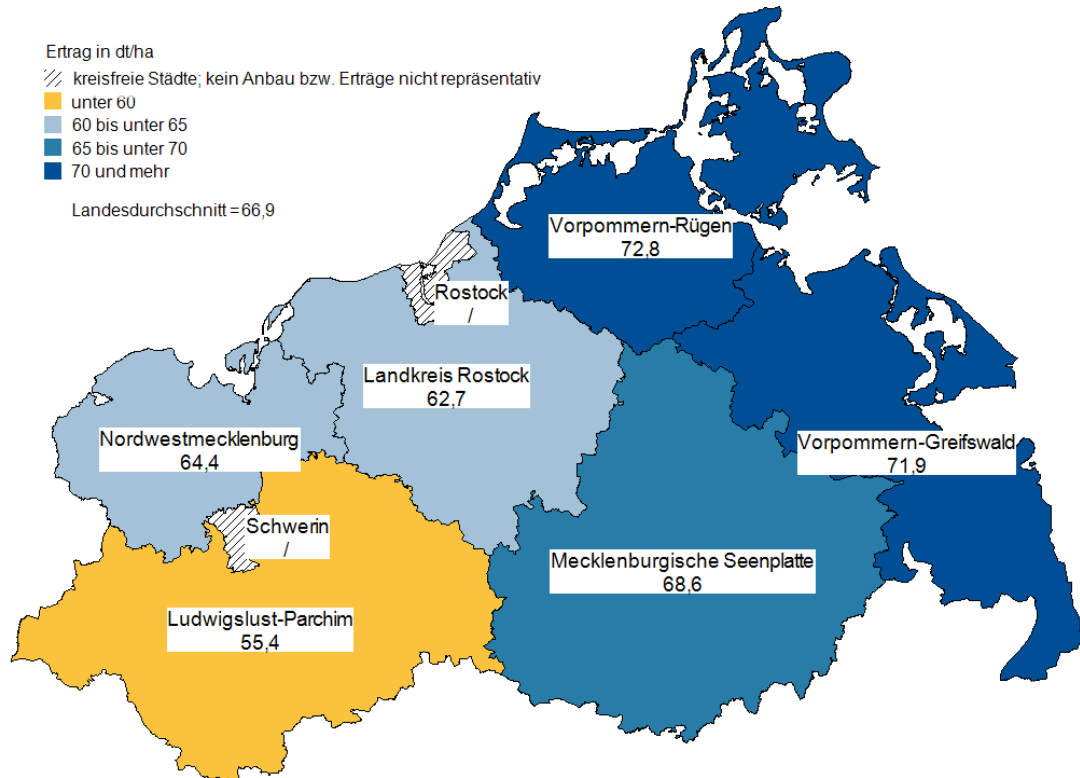 Ertrag in dt/ha
kreisfreie Städte; kein Anbau bzw. Erträge nicht repräsentativ
unter 60
60 bis unter 65
65 bis unter 70
70 und mehr
Landesdurchschnitt = 66,9
Vorpommern-Rügen
72,8
Rostock
/
Landkreis Rostock
62,7
Nordwestmecklenburg
64,4
Vorpommern-Greifswald
71,9
Schwerin
/
Mecklenburgische Seenplatte
68,6
Ludwigslust-Parchim
55,4